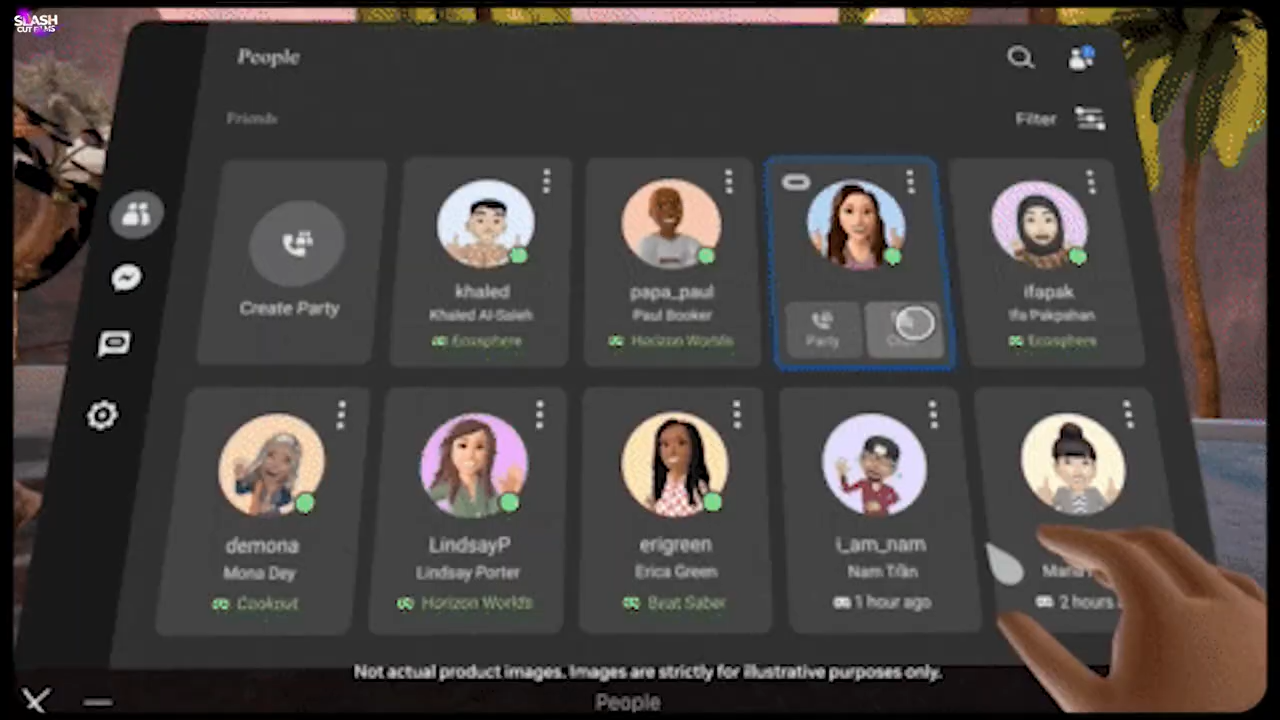 SLASH
CUT FILMS
People
Friends
Filter
Create Party
khaled
Khaled Al-Saleh
Ecosphere
papa_paul
Paul Booker
Horizon Worlds
Party
ifapak
Ifa Pakpahan
Ecosphere
demona
Mona Dey
Cookout
LindsayP
Lindsay Porter
Horizon Worlds
erigreen
Erica Green
Beat Saber
i_am_nam
Nam Trần
1 hour ago
2 hours
Not actual product images. Images are strictly for illustrative purposes only.
People